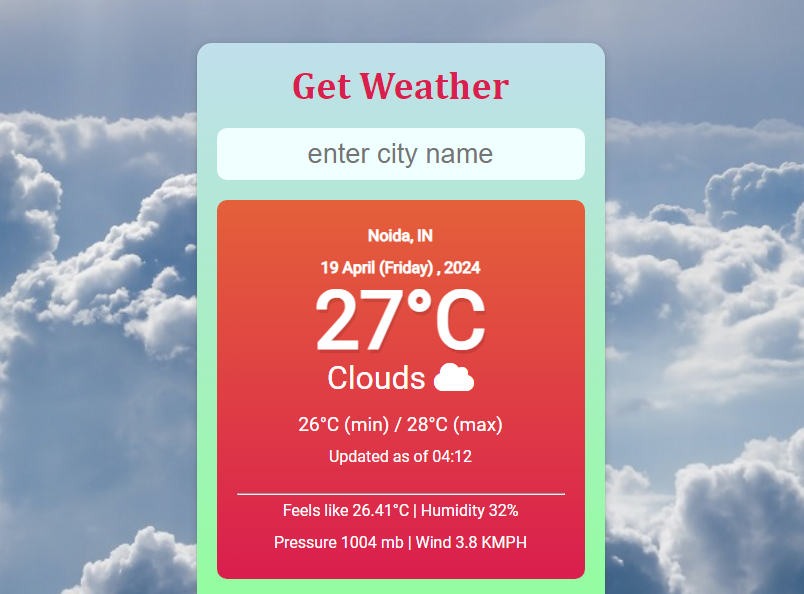 Get Weather
enter city name
Noida, IN
19 April (Friday) , 2024
27°C
Clouds
26°C (min) / 28°C (max)
Updated as of 04:12
Feels like 26.41°C | Humidity 32%
Pressure 1004 mb | Wind 3.8 KMPH